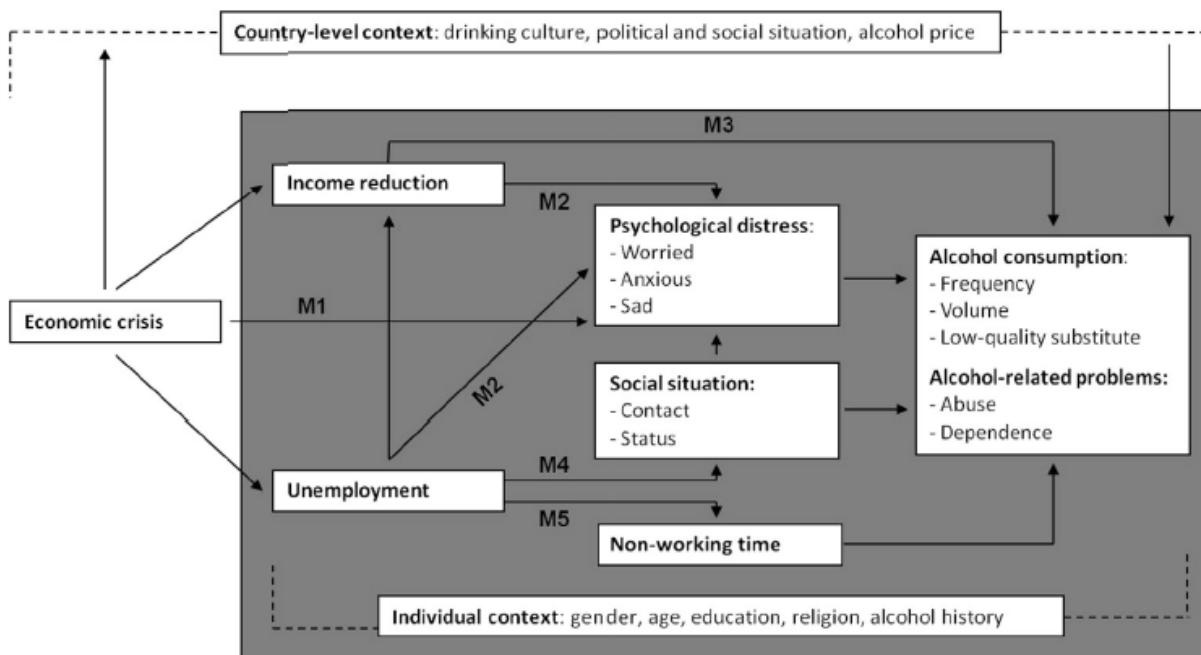 Country-level context: drinking culture, political and social situation, alcohol price
M3
Income reduction
M2
Psychological distress:
- Worried
- Anxious
- Sad
Alcohol consumption:
- Frequency
- Volume
- Low-quality substitute
Alcohol-related problems:
- Abuse
- Dependence
Economic crisis
M1
M2
Social situation:
- Contact
- Status
Unemployment
M4
M5
Non-working time
Individual context: gender, age, education, religion, alcohol history